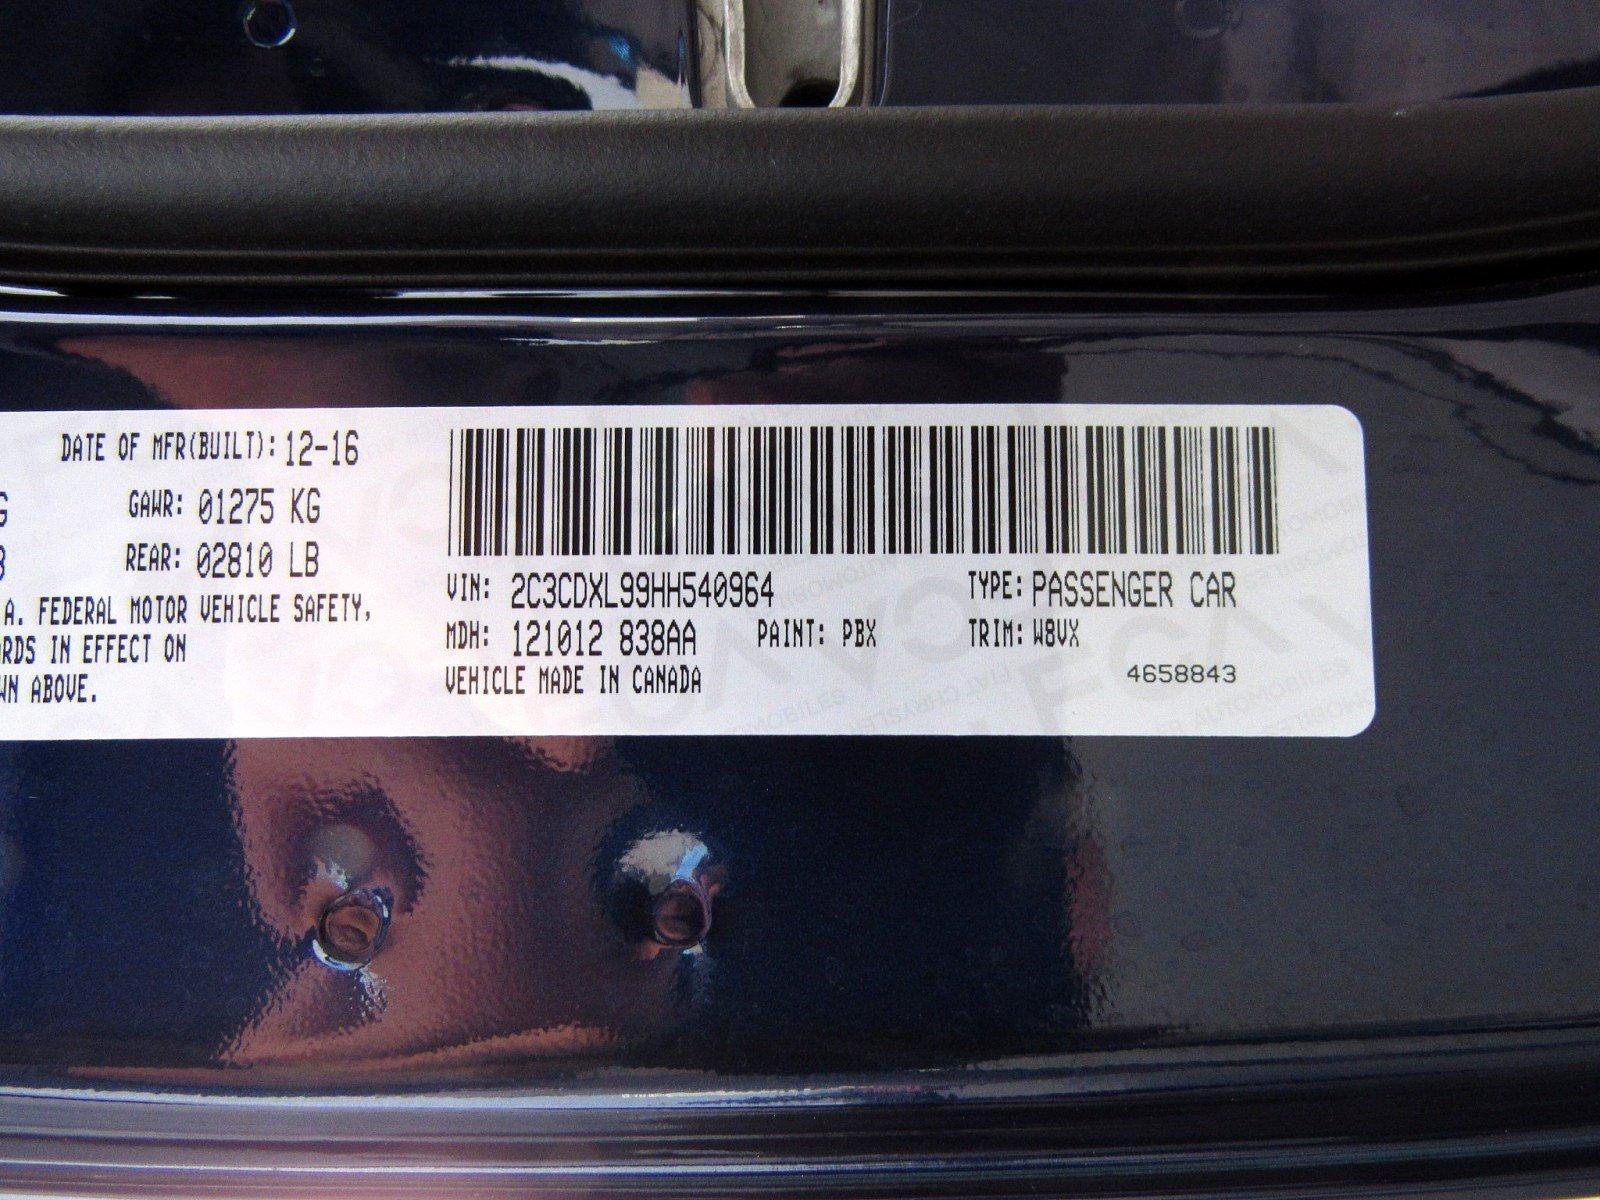 DATE OF MFR(BUILT): 12-16
G GAWR: 01275 KG
B REAR: 02810 LB
A. FEDERAL MOTOR VEHICLE SAFETY,
RDS IN EFFECT ON
WN ABOVE.
VIN: 2C3CDXL99HH540964 TYPE: PASSENGER CAR
MDH: 121012 838AA PAINT: PBX TRIM: W8VX
VEHICLE MADE IN CANADA
4658843